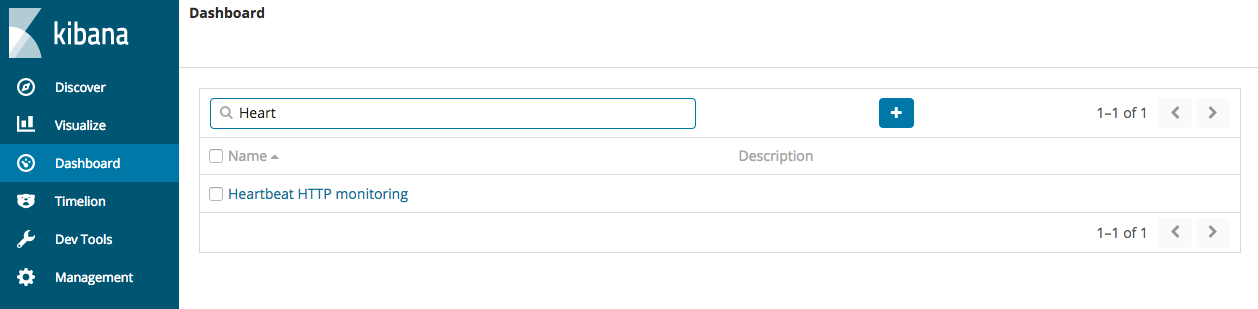 kibana
Discover
Visualize
Dashboard
Timelion
Dev Tools
Management
Dashboard
Heart
+
1–1 of 1
Name
Description
Heartbeat HTTP monitoring
1–1 of 1